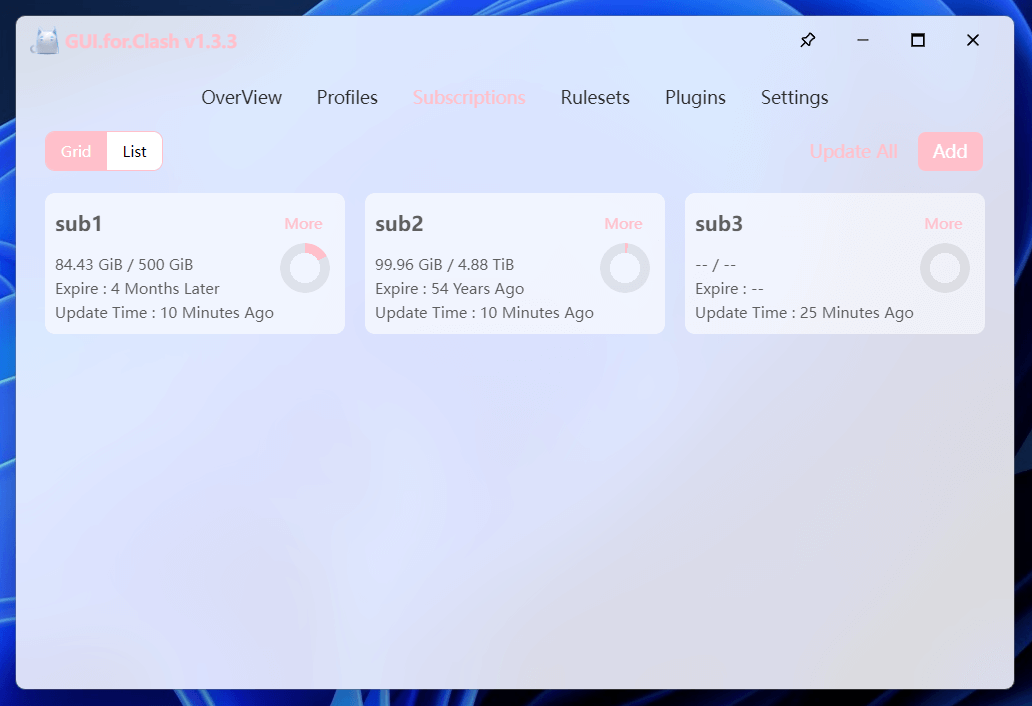 GUI.for.Clash v1.3.3
OverView Profiles Subscriptions Rulesets Plugins Settings
Grid List Update All Add
sub1 More
84.43 GiB / 500 GiB
Expire : 4 Months Later
Update Time : 10 Minutes Ago
sub2 More
99.96 GiB / 4.88 TiB
Expire : 54 Years Ago
Update Time : 10 Minutes Ago
sub3 More
-- / --
Expire : --
Update Time : 25 Minutes Ago